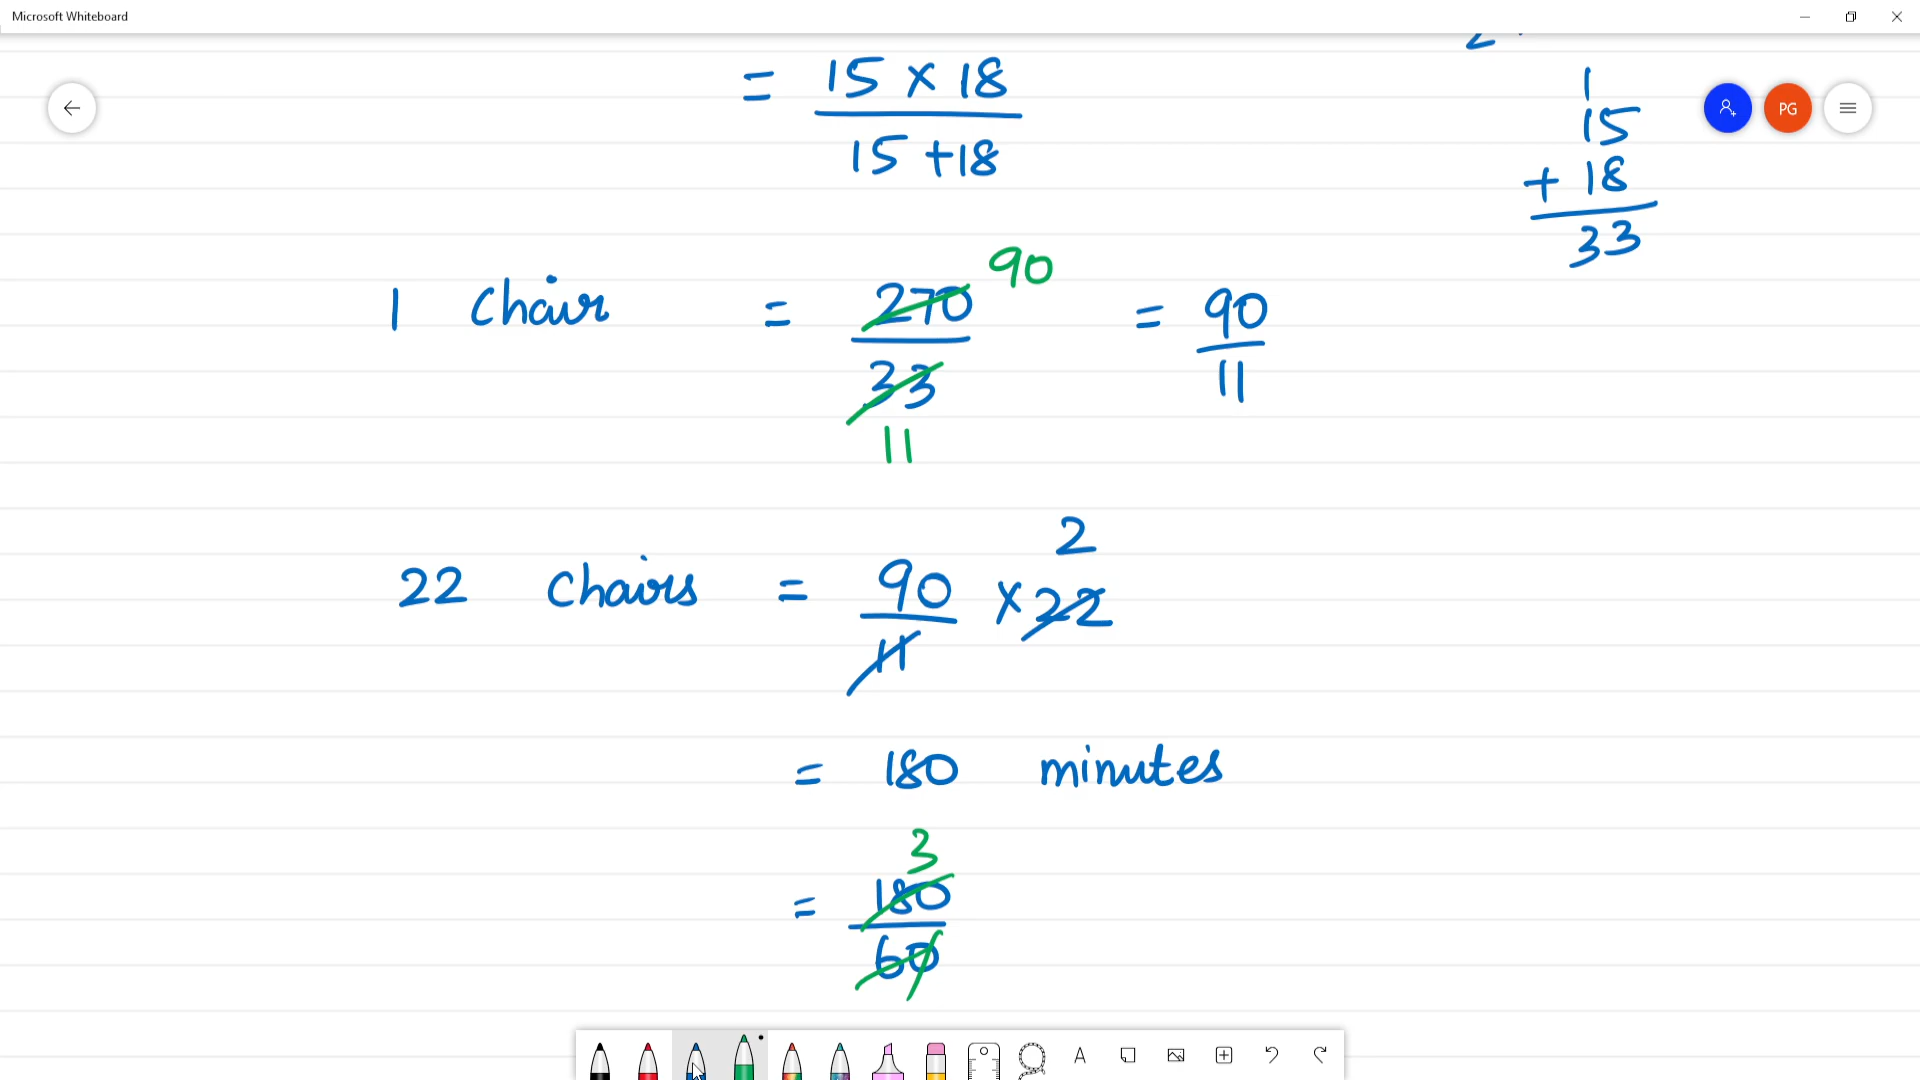 Microsoft Whiteboard
= 15 × 18
15 + 18
1
15
+ 18
33
PG
90
1 Chair = 270 = 90
33 11
11
2
22 Chairs = 90 × 22
11
= 180 minutes
3
= 180
60
A